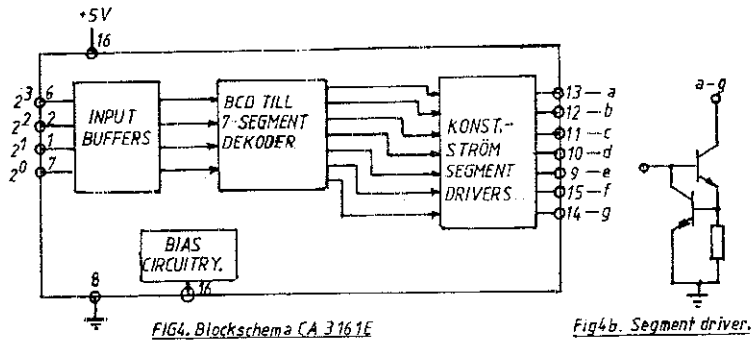 +5V
16
2³ 6
2² 2
2¹ 1
2⁰ 7
INPUT
BUFFERS
BCD TILL
7-SEGMENT
DEKODER
KONST.-
STRÖM
SEGMENT
DRIVERS
13-a
12-b
11-c
10-d
9-e
15-f
14-g
BIAS
CIRCUITRY.
8
16
FIG4. Blockschema CA 3161E
a-g
Fig4b. Segment driver.